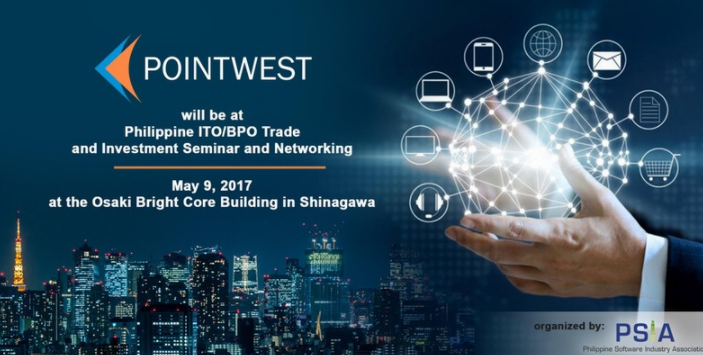 POINTWEST
will be at
Philippine ITO/BPO Trade
and Investment Seminar and Networking
May 9, 2017
at the Osaki Bright Core Building in Shinagawa
organized by: PSIA
Philippine Software Industry Associatio